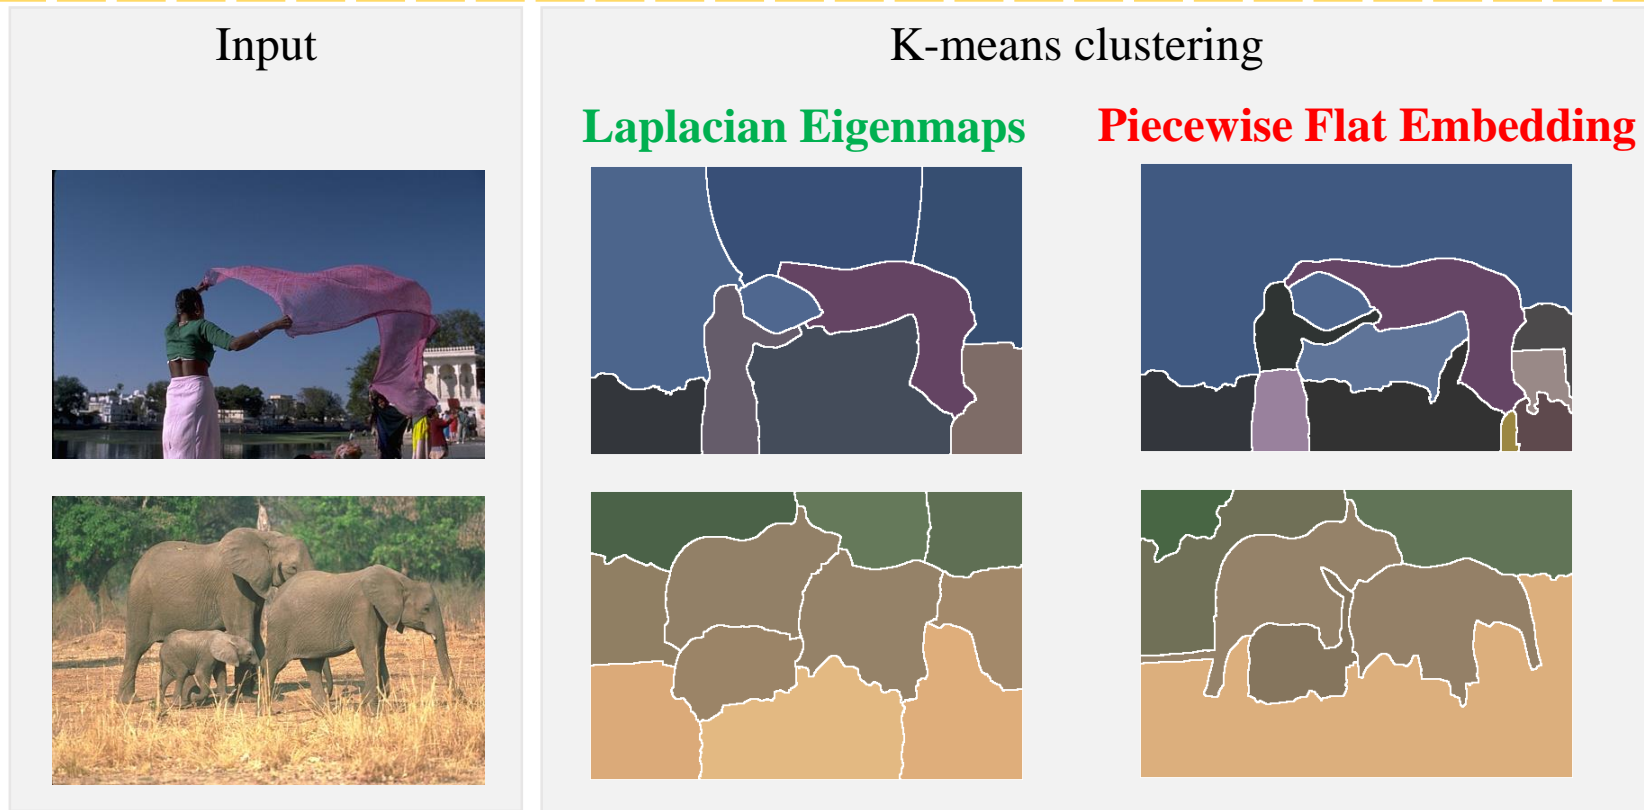 Input
K-means clustering
Laplacian Eigenmaps
Piecewise Flat Embedding